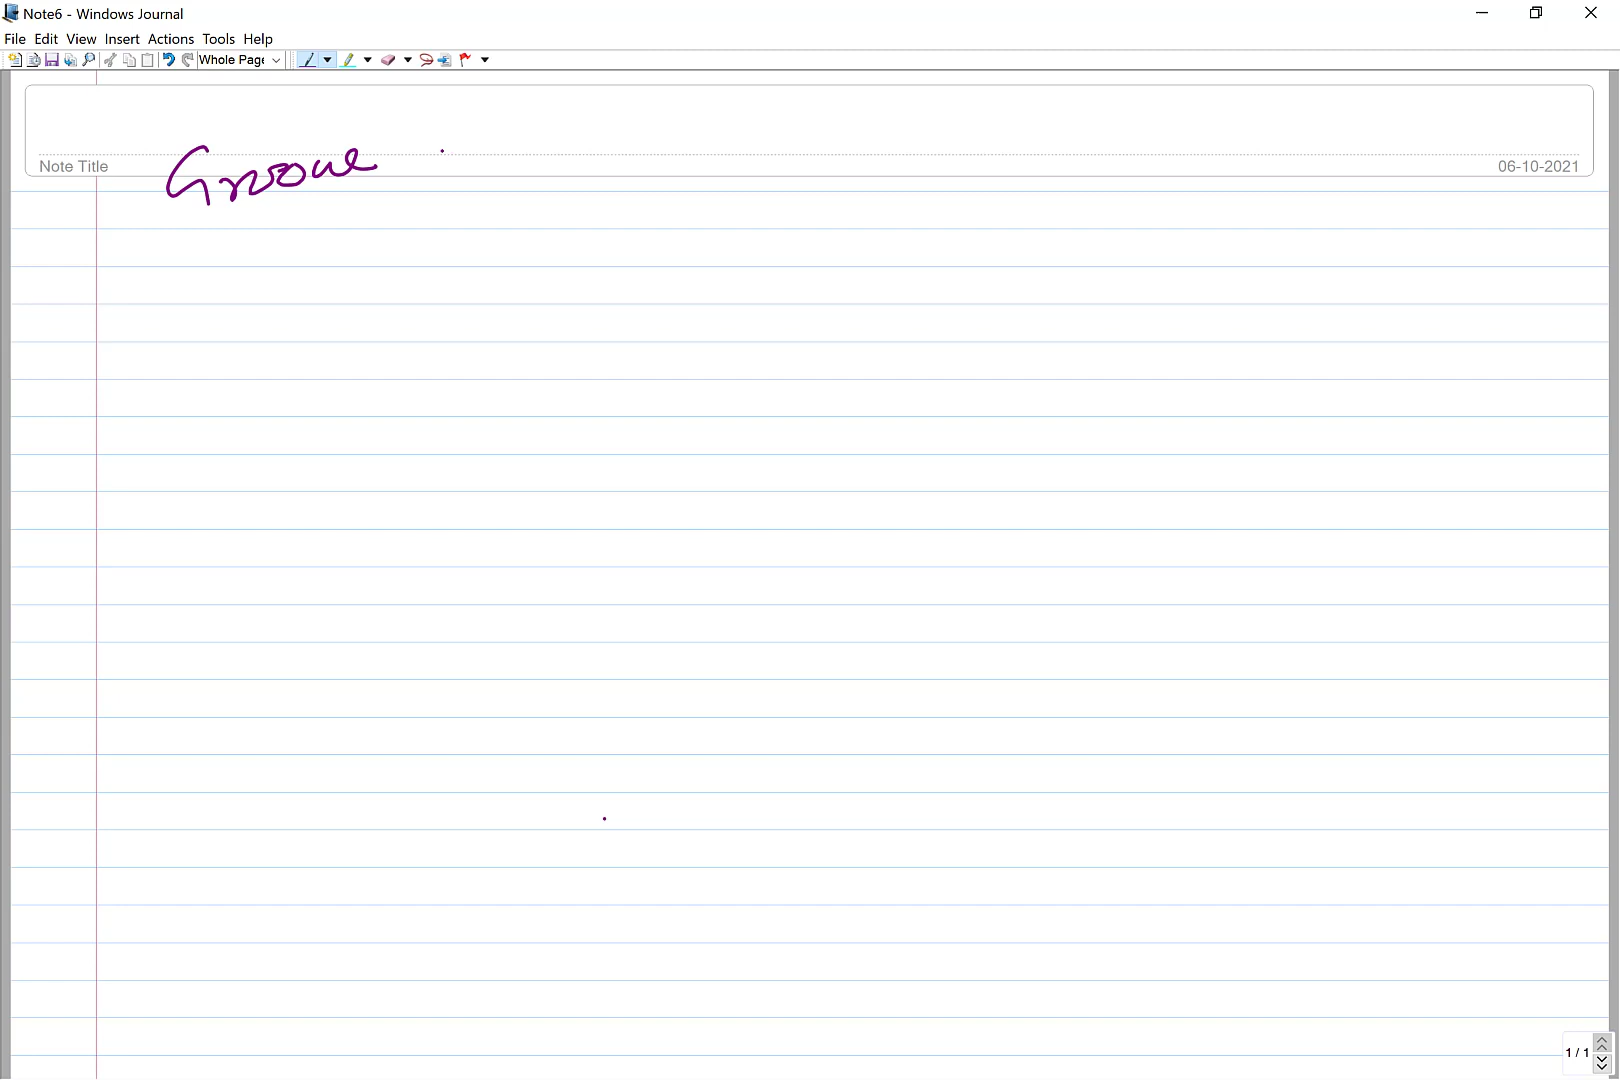 Note6 - Windows Journal
File Edit View Insert Actions Tools Help
Whole Page
Groove
Note Title 06-10-2021
1 / 1